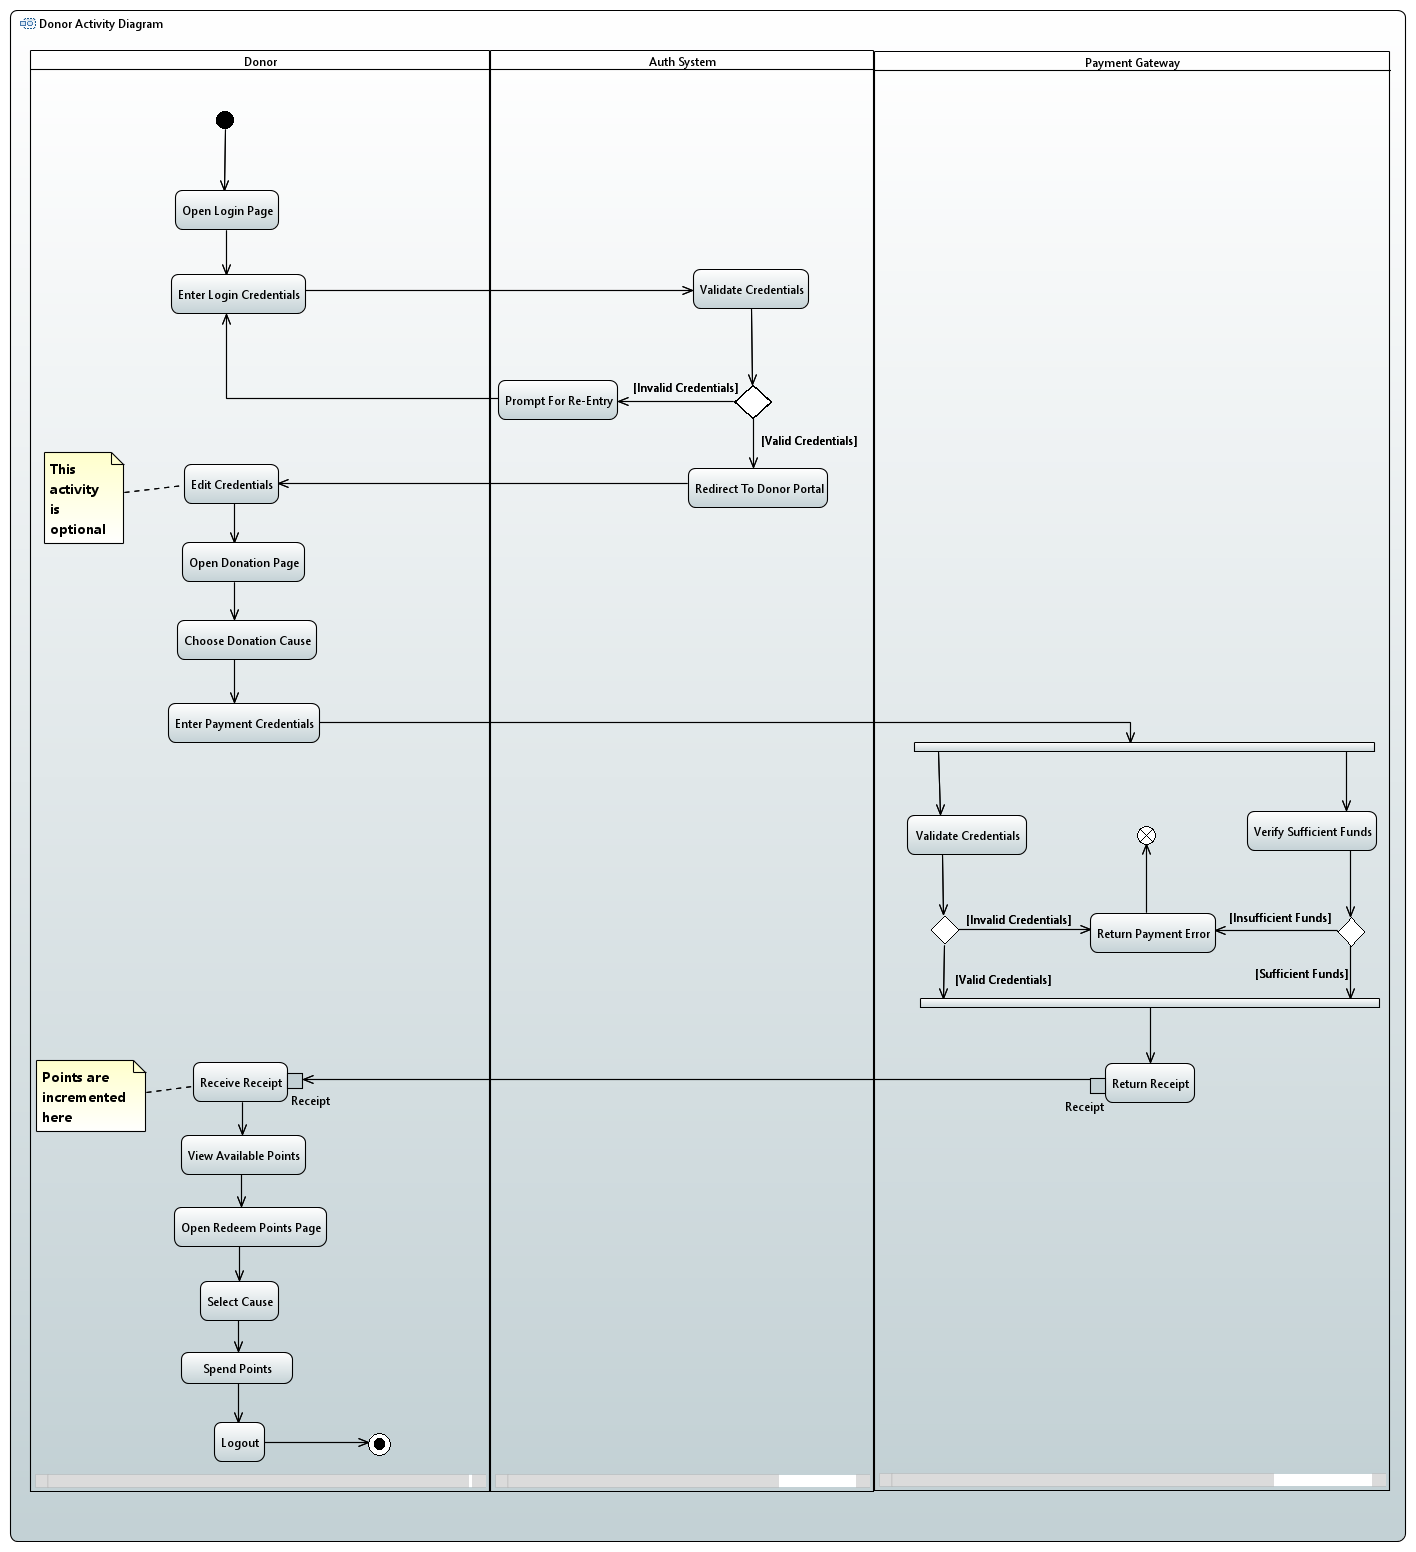 Donor Activity Diagram
Donor
Auth System
Payment Gateway
Open Login Page
Enter Login Credentials
Validate Credentials
Prompt For Re-Entry
[Invalid Credentials]
[Valid Credentials]
This
activity
is
optional
Edit Credentials
Redirect To Donor Portal
Open Donation Page
Choose Donation Cause
Enter Payment Credentials
Validate Credentials
Verify Sufficient Funds
[Invalid Credentials]
Return Payment Error
[Insufficient Funds]
[Valid Credentials]
[Sufficient Funds]
Points are
incremented
here
Receive Receipt
Receipt
Return Receipt
Receipt
View Available Points
Open Redeem Points Page
Select Cause
Spend Points
Logout